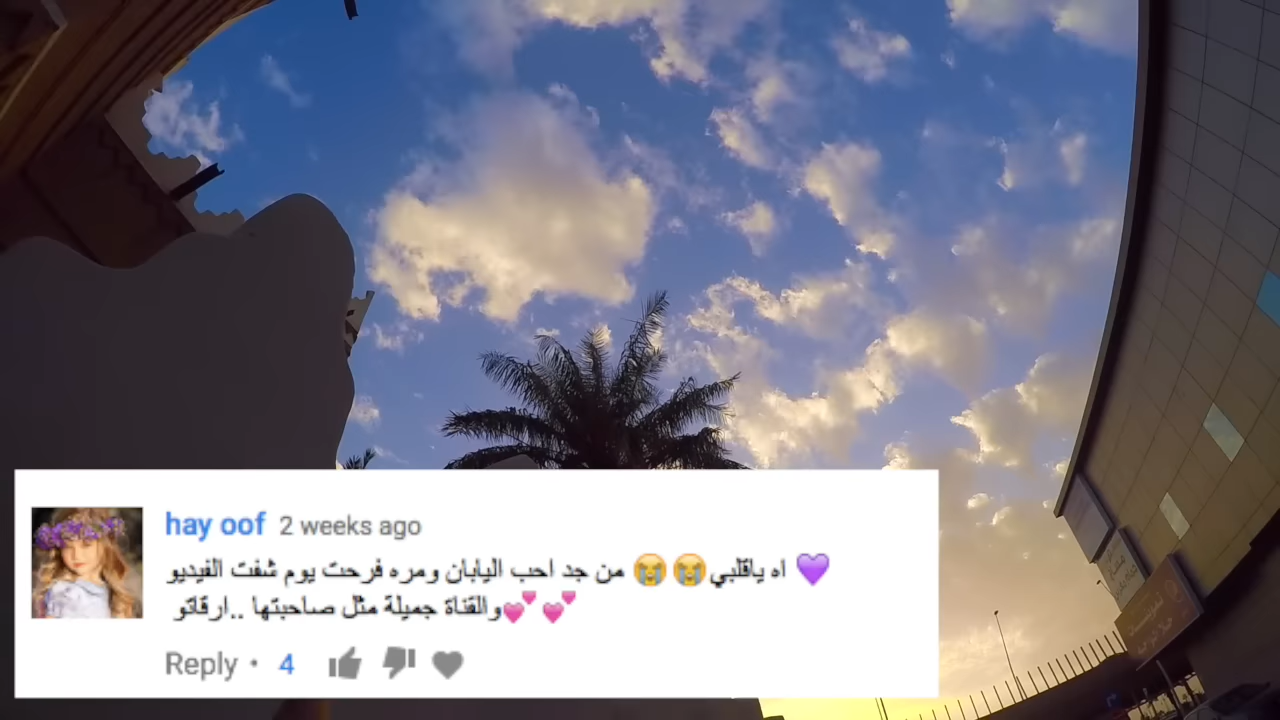 hay oof 2 weeks ago
💜 اه ياقلبي😭😭 من جد احب اليابان ومره فرحت يوم شفت الفيديو
💕💕والقناة جميلة مثل صاحبتها ..ارقاتو
Reply • 4